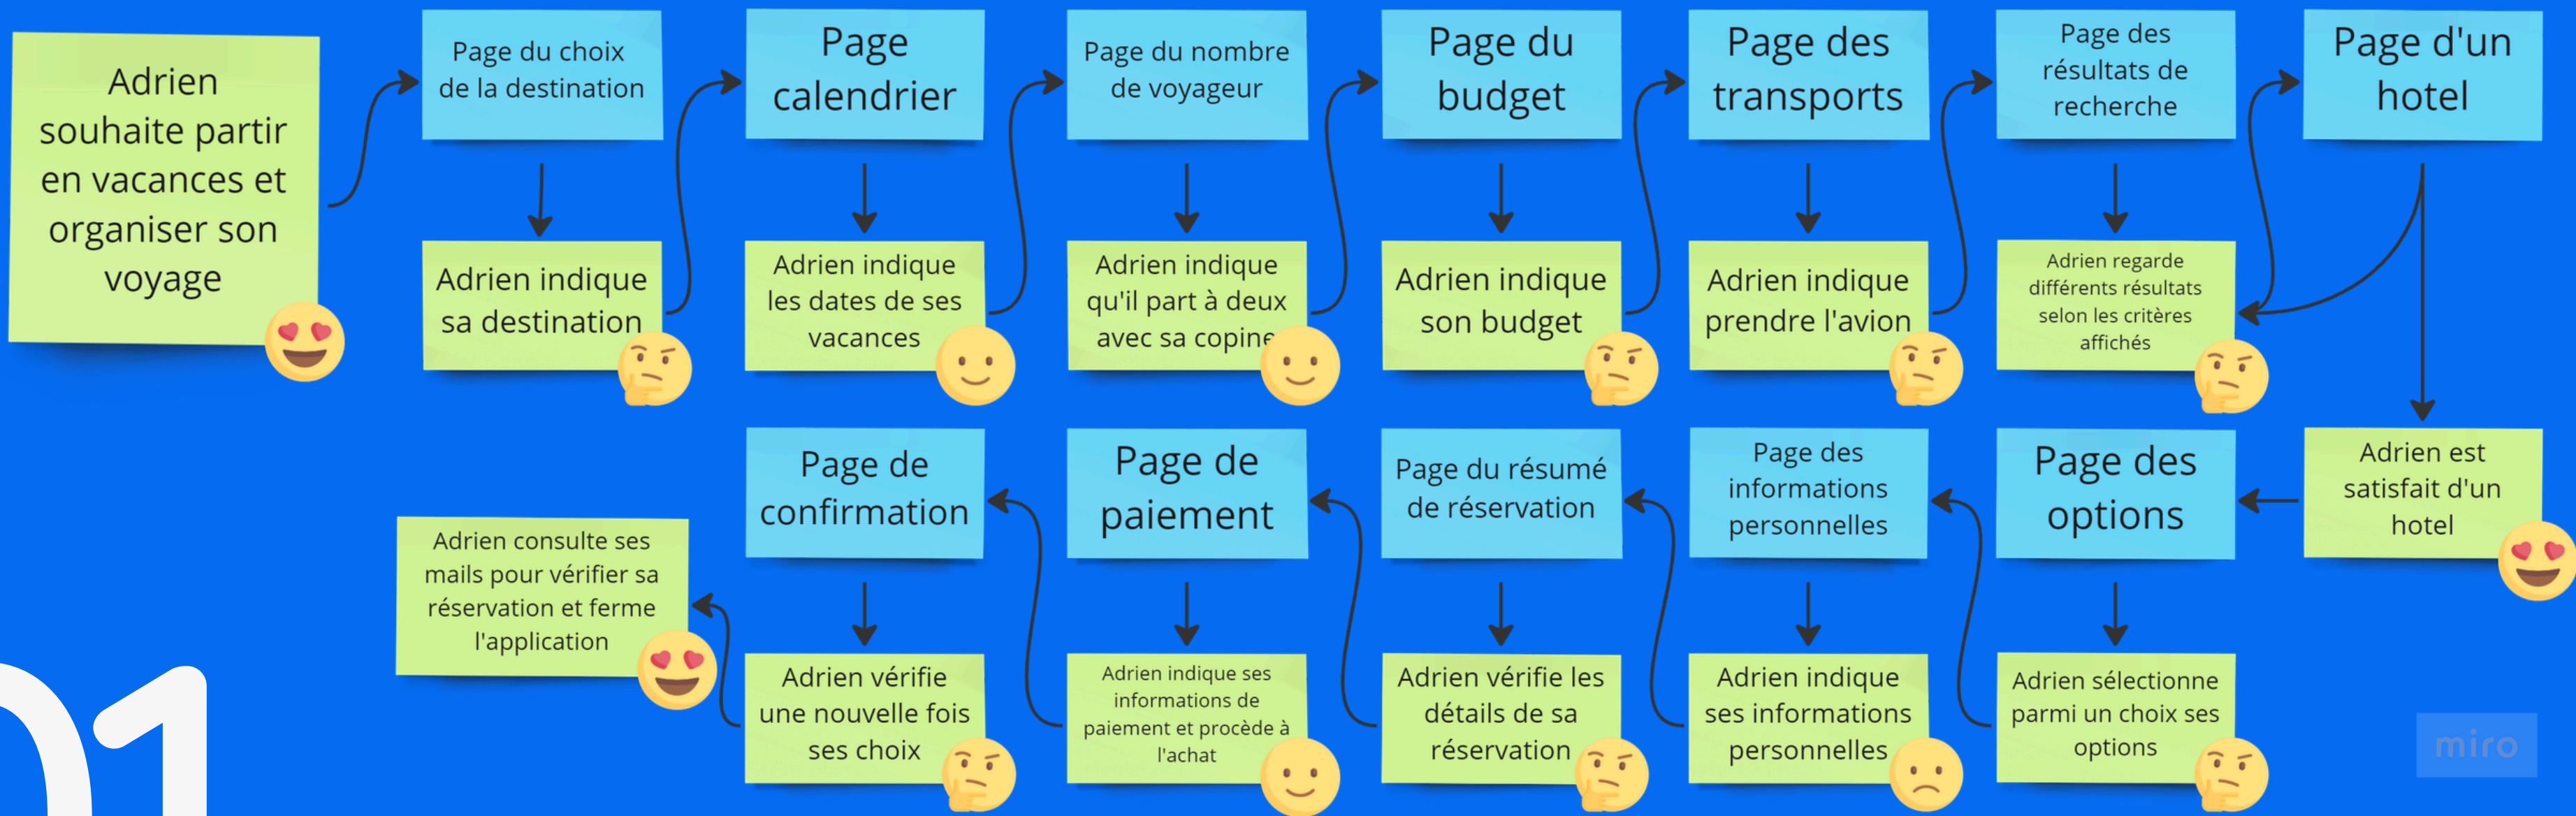 Adrien
souhaite partir
en vacances et
organiser son
voyage
Page du choix
de la destination
Page
calendrier
Page du nombre
de voyageur
Page du
budget
Page des
transports
Page des
résultats de
recherche
Page d'un
hotel
Adrien indique
sa destination
Adrien indique
les dates de ses
vacances
Adrien indique
qu'il part à deux
avec sa copine
Adrien indique
son budget
Adrien indique
prendre l'avion
Adrien regarde
différents résultats
selon les critères
affichés
Adrien est
satisfait d'un
hotel
Page des
options
Page des
informations
personnelles
Page du résumé
de réservation
Page de
paiement
Page de
confirmation
Adrien sélectionne
parmi un choix ses
options
Adrien indique
ses informations
personnelles
Adrien vérifie les
détails de sa
réservation
Adrien indique ses
informations de
paiement et procède à
l'achat
Adrien vérifie
une nouvelle fois
ses choix
Adrien consulte ses
mails pour vérifier sa
réservation et ferme
l'application
01
miro